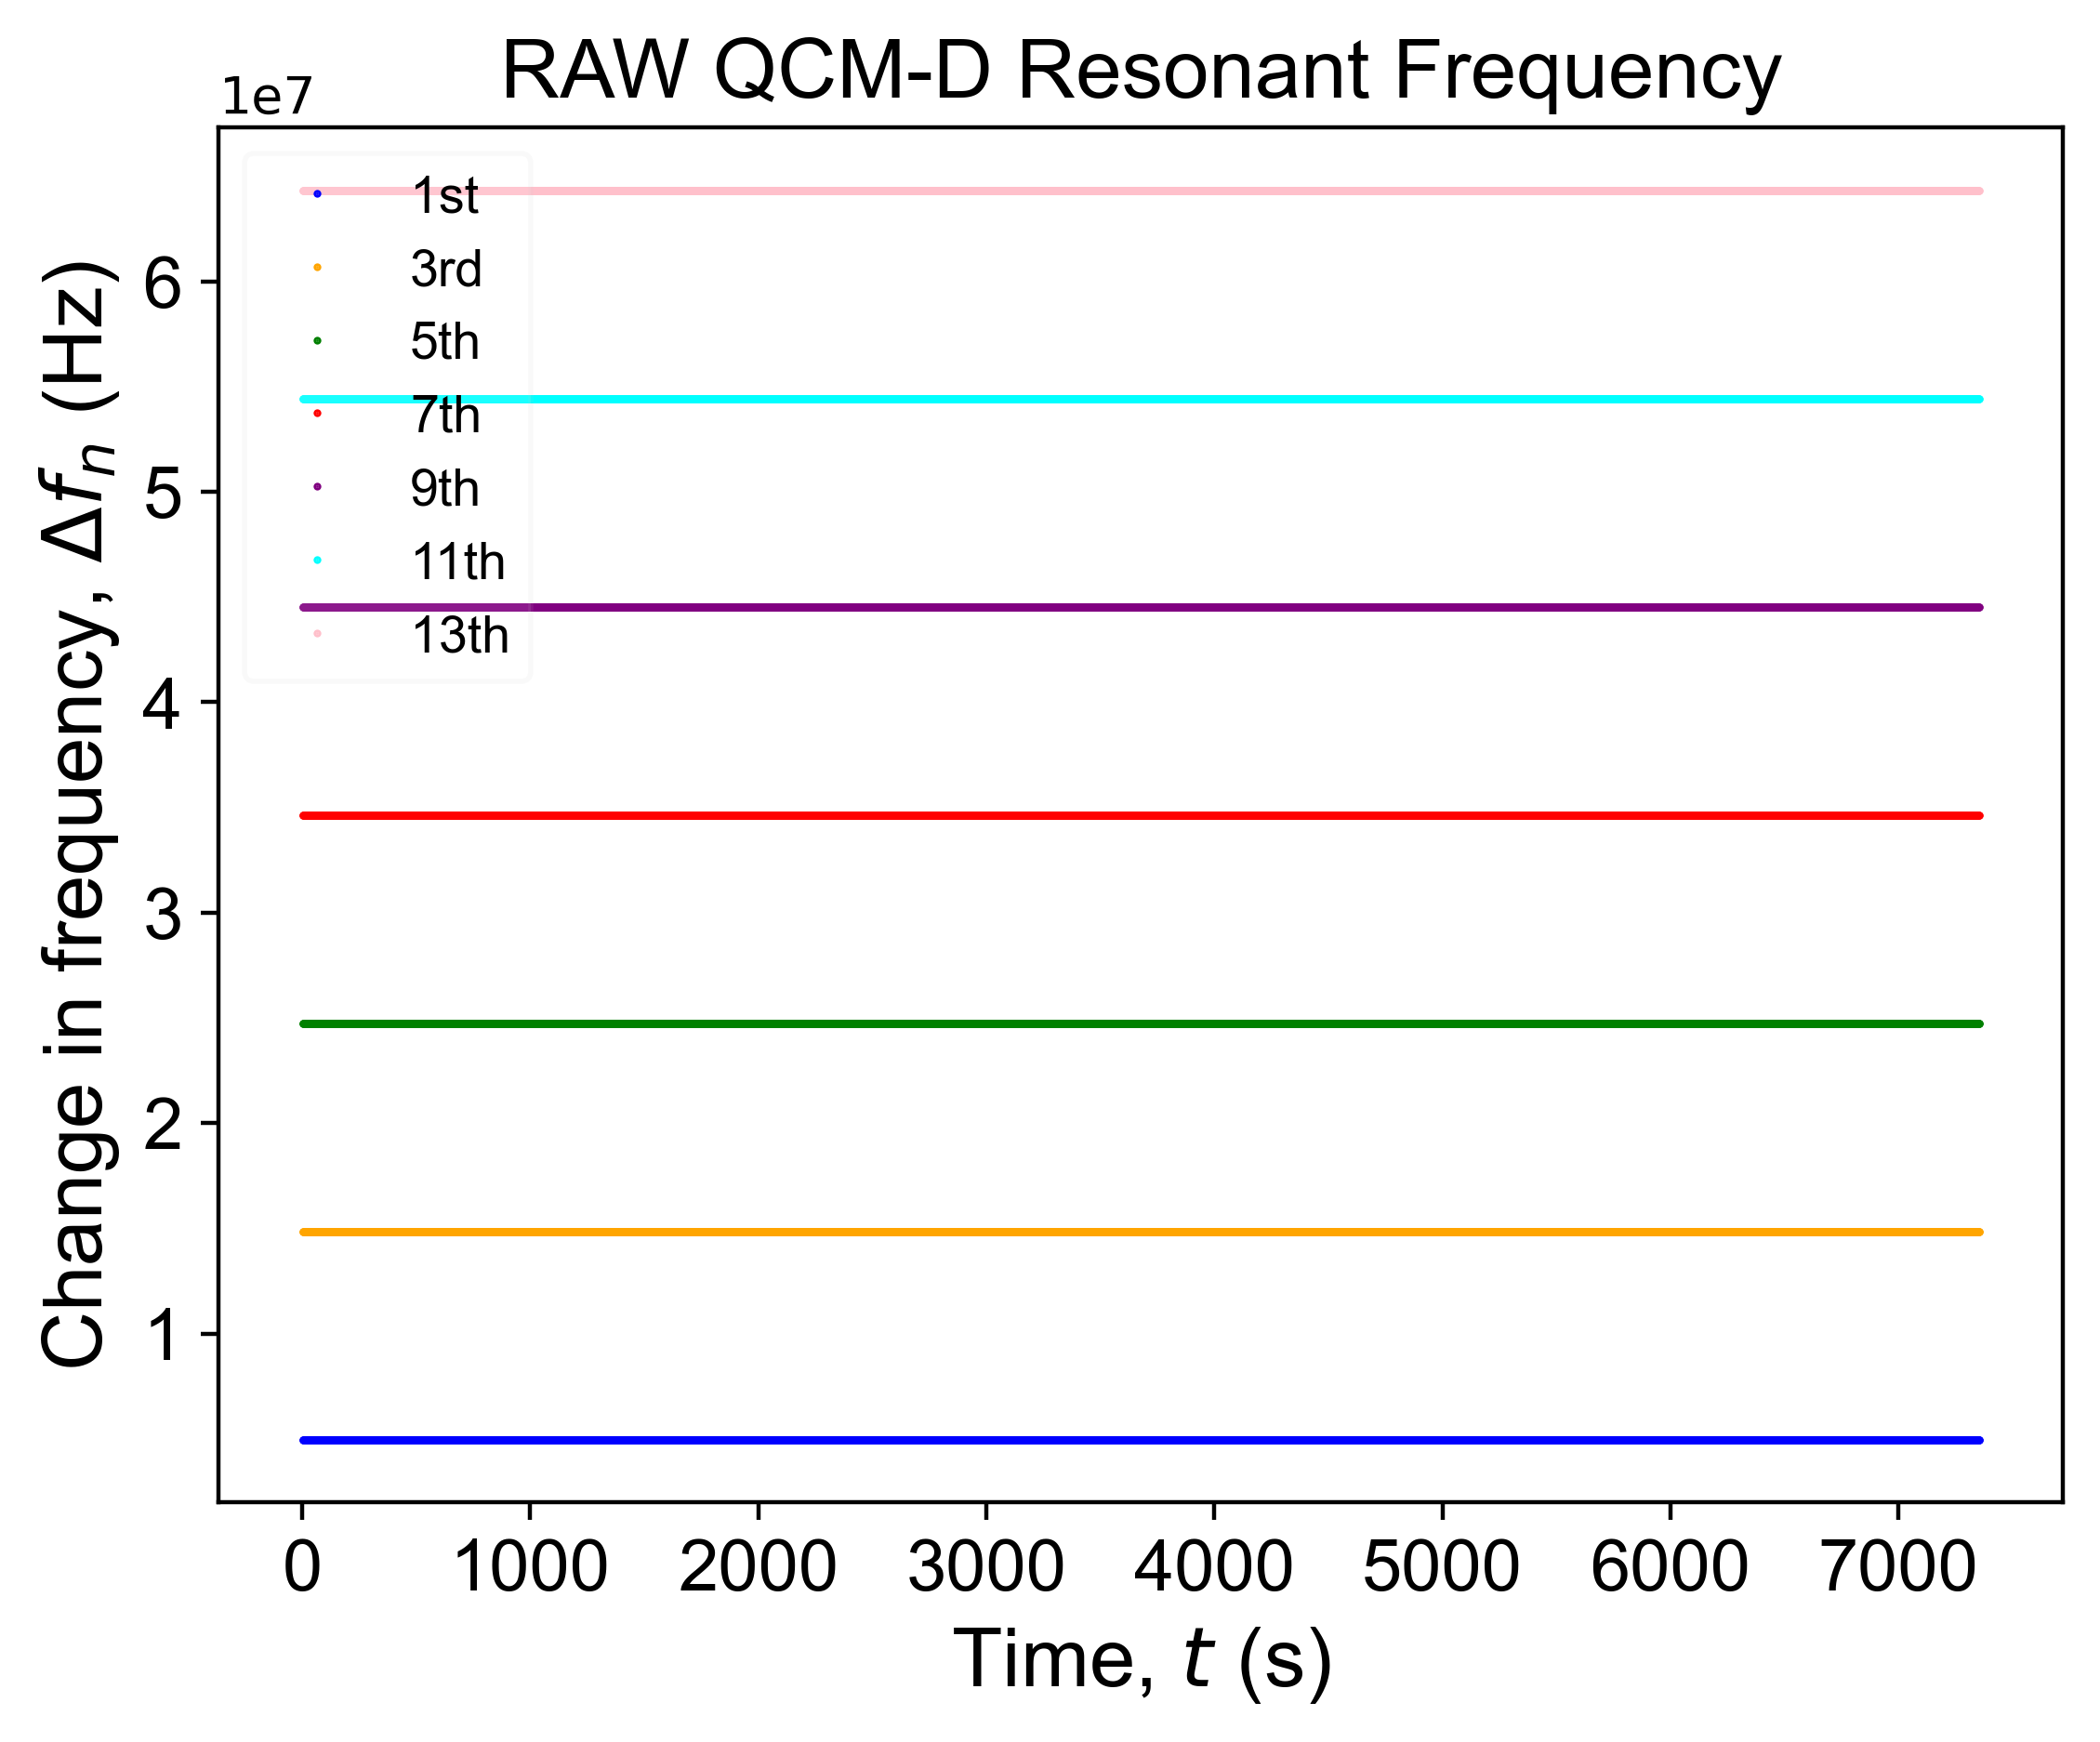 RAW QCM-D Resonant Frequency
1e7
1st
3rd
5th
7th
9th
11th
13th
Change in frequency, Δfₙ (Hz)
6
5
4
3
2
1
0 1000 2000 3000 4000 5000 6000 7000
Time, t (s)